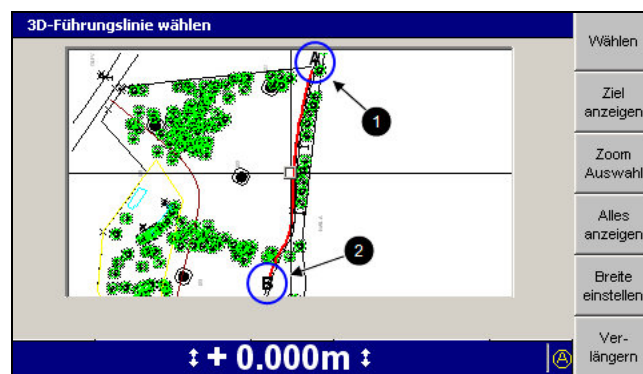 3D-Führungslinie wählen
Wählen
Ziel
anzeigen
Zoom
Auswahl
Alles
anzeigen
Breite
einstellen
Ver-
längern
A
1
2
B
+ 0.000m
A